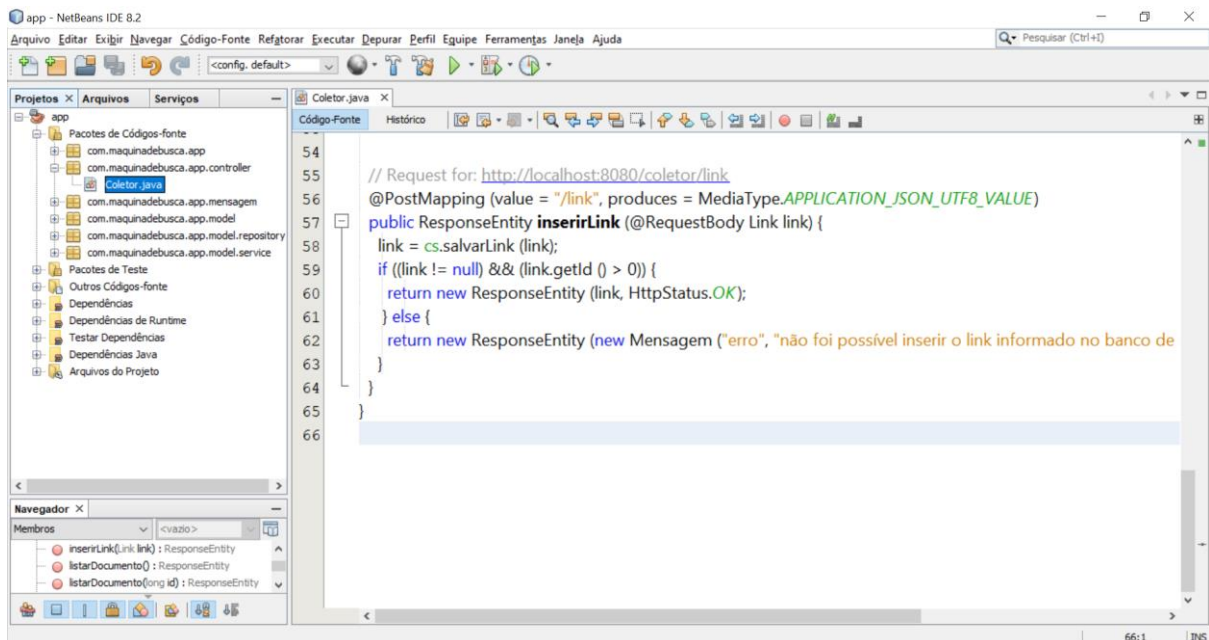 app - NetBeans IDE 8.2
Arquivo Editar Exibir Navegar Código-Fonte Refatorar Executar Depurar Perfil Equipe Ferramentas Janela Ajuda
Pesquisar (Ctrl+I)
<config. default>
Projetos Arquivos Serviços
app
Pacotes de Códigos-fonte
com.maquinadebusca.app
com.maquinadebusca.app.controller
Coletor.java
com.maquinadebusca.app.mensagem
com.maquinadebusca.app.model
com.maquinadebusca.app.model.repository
com.maquinadebusca.app.model.service
Pacotes de Teste
Outros Códigos-fonte
Dependências
Dependências de Runtime
Testar Dependências
Dependências Java
Arquivos do Projeto
Navegador
Membros <vazio>
inserirLink(Link link) : ResponseEntity
listarDocumento() : ResponseEntity
listarDocumento(long id) : ResponseEntity
Coletor.java
Código-Fonte Histórico
54
55 // Request for: http://localhost:8080/coletor/link
56 @PostMapping (value = "/link", produces = MediaType.APPLICATION_JSON_UTF8_VALUE)
57 public ResponseEntity inserirLink (@RequestBody Link link) {
58 link = cs.salvarLink (link);
59 if ((link != null) && (link.getId () > 0)) {
60 return new ResponseEntity (link, HttpStatus.OK);
61 } else {
62 return new ResponseEntity (new Mensagem ("erro", "não foi possível inserir o link informado no banco de
63 }
64 }
65 }
66
66:1 INS